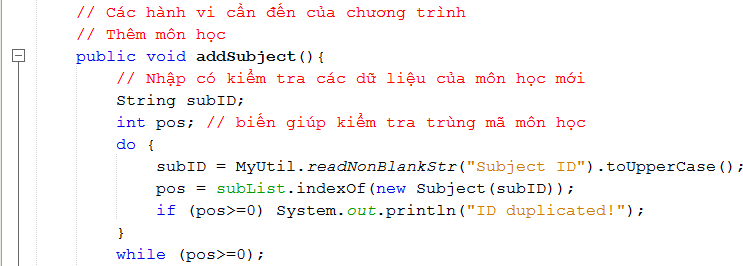 // Các hành vi cần đến của chương trình
// Thêm môn học
public void addSubject(){
// Nhập có kiểm tra các dữ liệu của môn học mới
String subID;
int pos; // biến giúp kiểm tra trùng mã môn học
do {
subID = MyUtil.readNonBlankStr("Subject ID").toUpperCase();
pos = subList.indexOf(new Subject(subID));
if (pos>=0) System.out.println("ID duplicated!");
}
while (pos>=0);